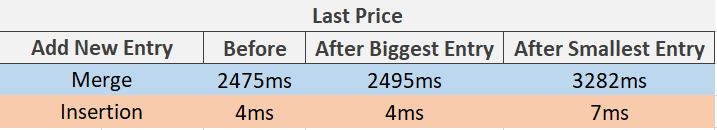 Last Price
Add New Entry Before After Biggest Entry After Smallest Entry
Merge 2475ms 2495ms 3282ms
Insertion 4ms 4ms 7ms